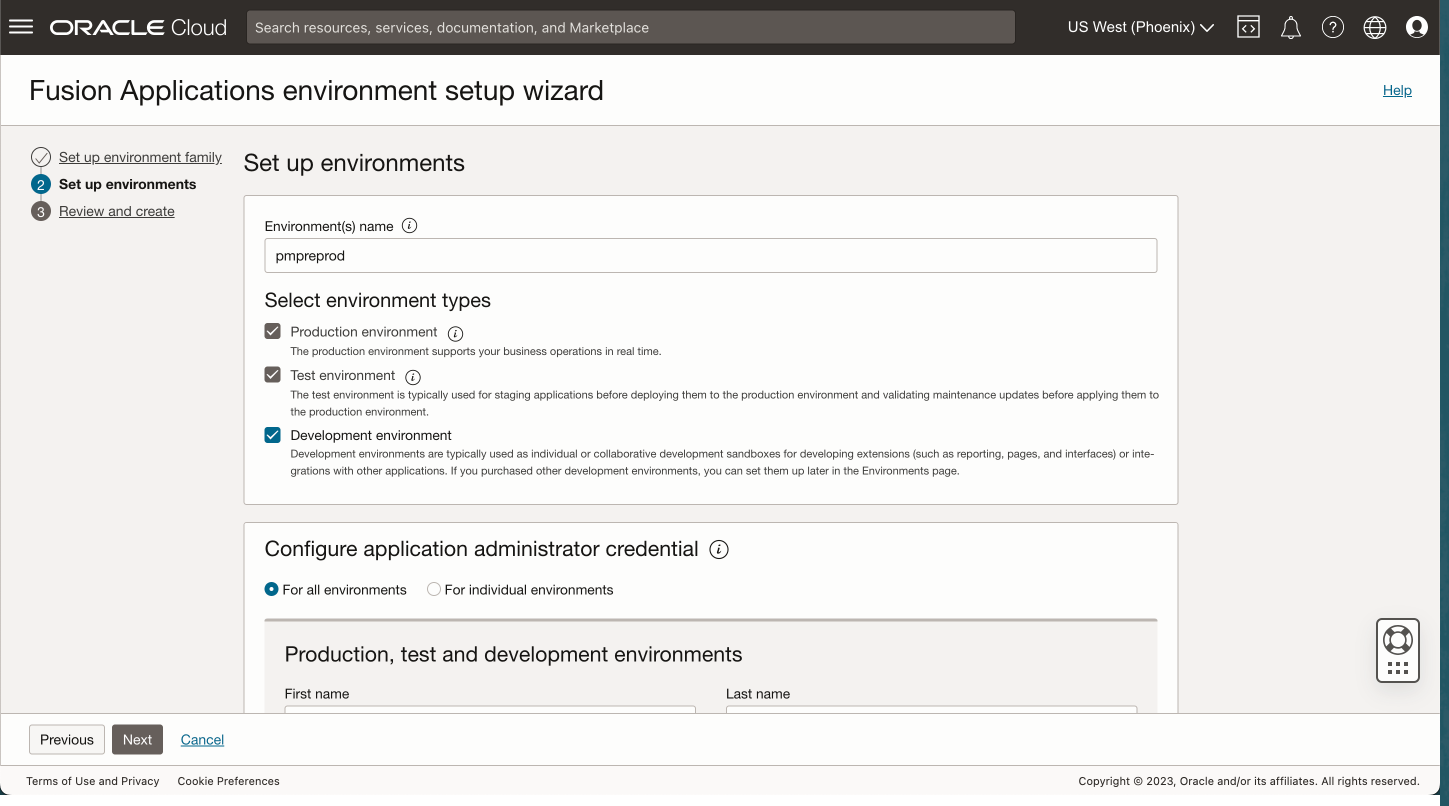 ORACLE Cloud
Search resources, services, documentation, and Marketplace
US West (Phoenix)
Fusion Applications environment setup wizard
Help
Set up environment family
2 Set up environments
3 Review and create
Set up environments
Environment(s) name
pmpreprod
Select environment types
Production environment
The production environment supports your business operations in real time.
Test environment
The test environment is typically used for staging applications before deploying them to the production environment and validating maintenance updates before applying them to
the production environment.
Development environment
Development environments are typically used as individual or collaborative development sandboxes for developing extensions (such as reporting, pages, and interfaces) or inte-
grations with other applications. If you purchased other development environments, you can set them up later in the Environments page.
Configure application administrator credential
For all environments
For individual environments
Production, test and development environments
First name
Last name
Previous
Next
Cancel
Terms of Use and Privacy
Cookie Preferences
Copyright © 2023, Oracle and/or its affiliates. All rights reserved.